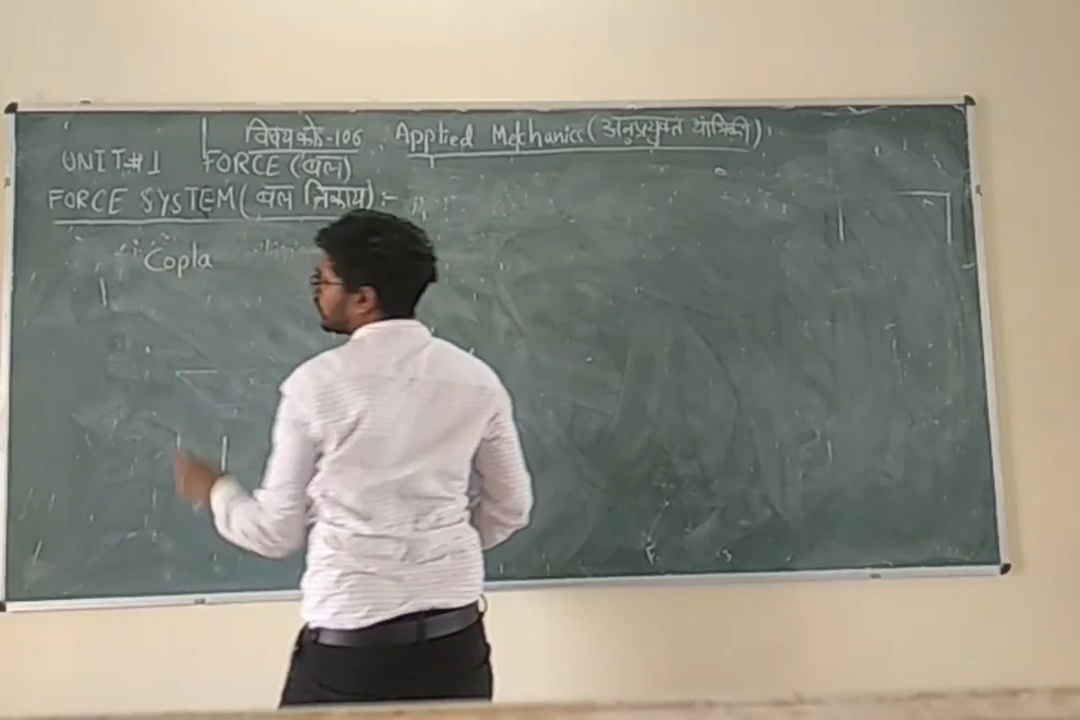 विषय कोड-106 Applied Mechanics (अनुप्रयुक्त यांत्रिकी)
UNIT#1 FORCE (बल)
FORCE SYSTEM (बल निकाय) :-
Copla